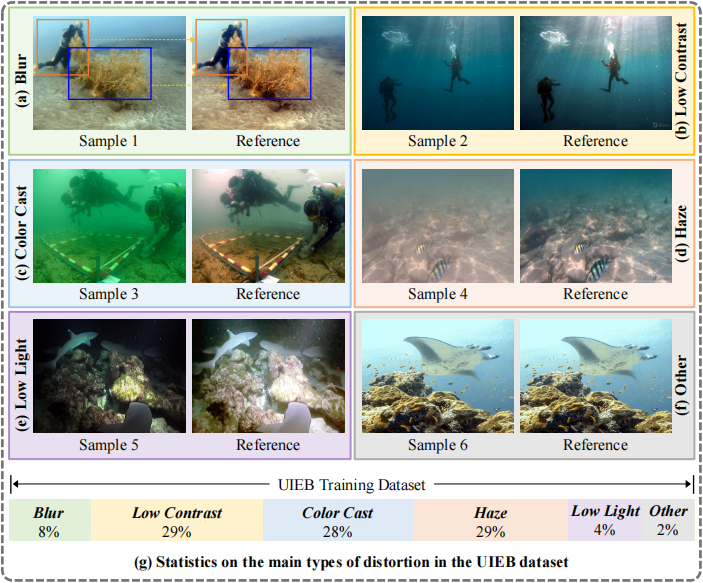 (a) Blur
Sample 1
Reference
(b) Low Contrast
Sample 2
Reference
(c) Color Cast
Sample 3
Reference
(d) Haze
Sample 4
Reference
(e) Low Light
Sample 5
Reference
(f) Other
Sample 6
Reference
UIEB Training Dataset
Blur Low Contrast Color Cast Haze Low Light Other
8% 29% 28% 29% 4% 2%
(g) Statistics on the main types of distortion in the UIEB dataset